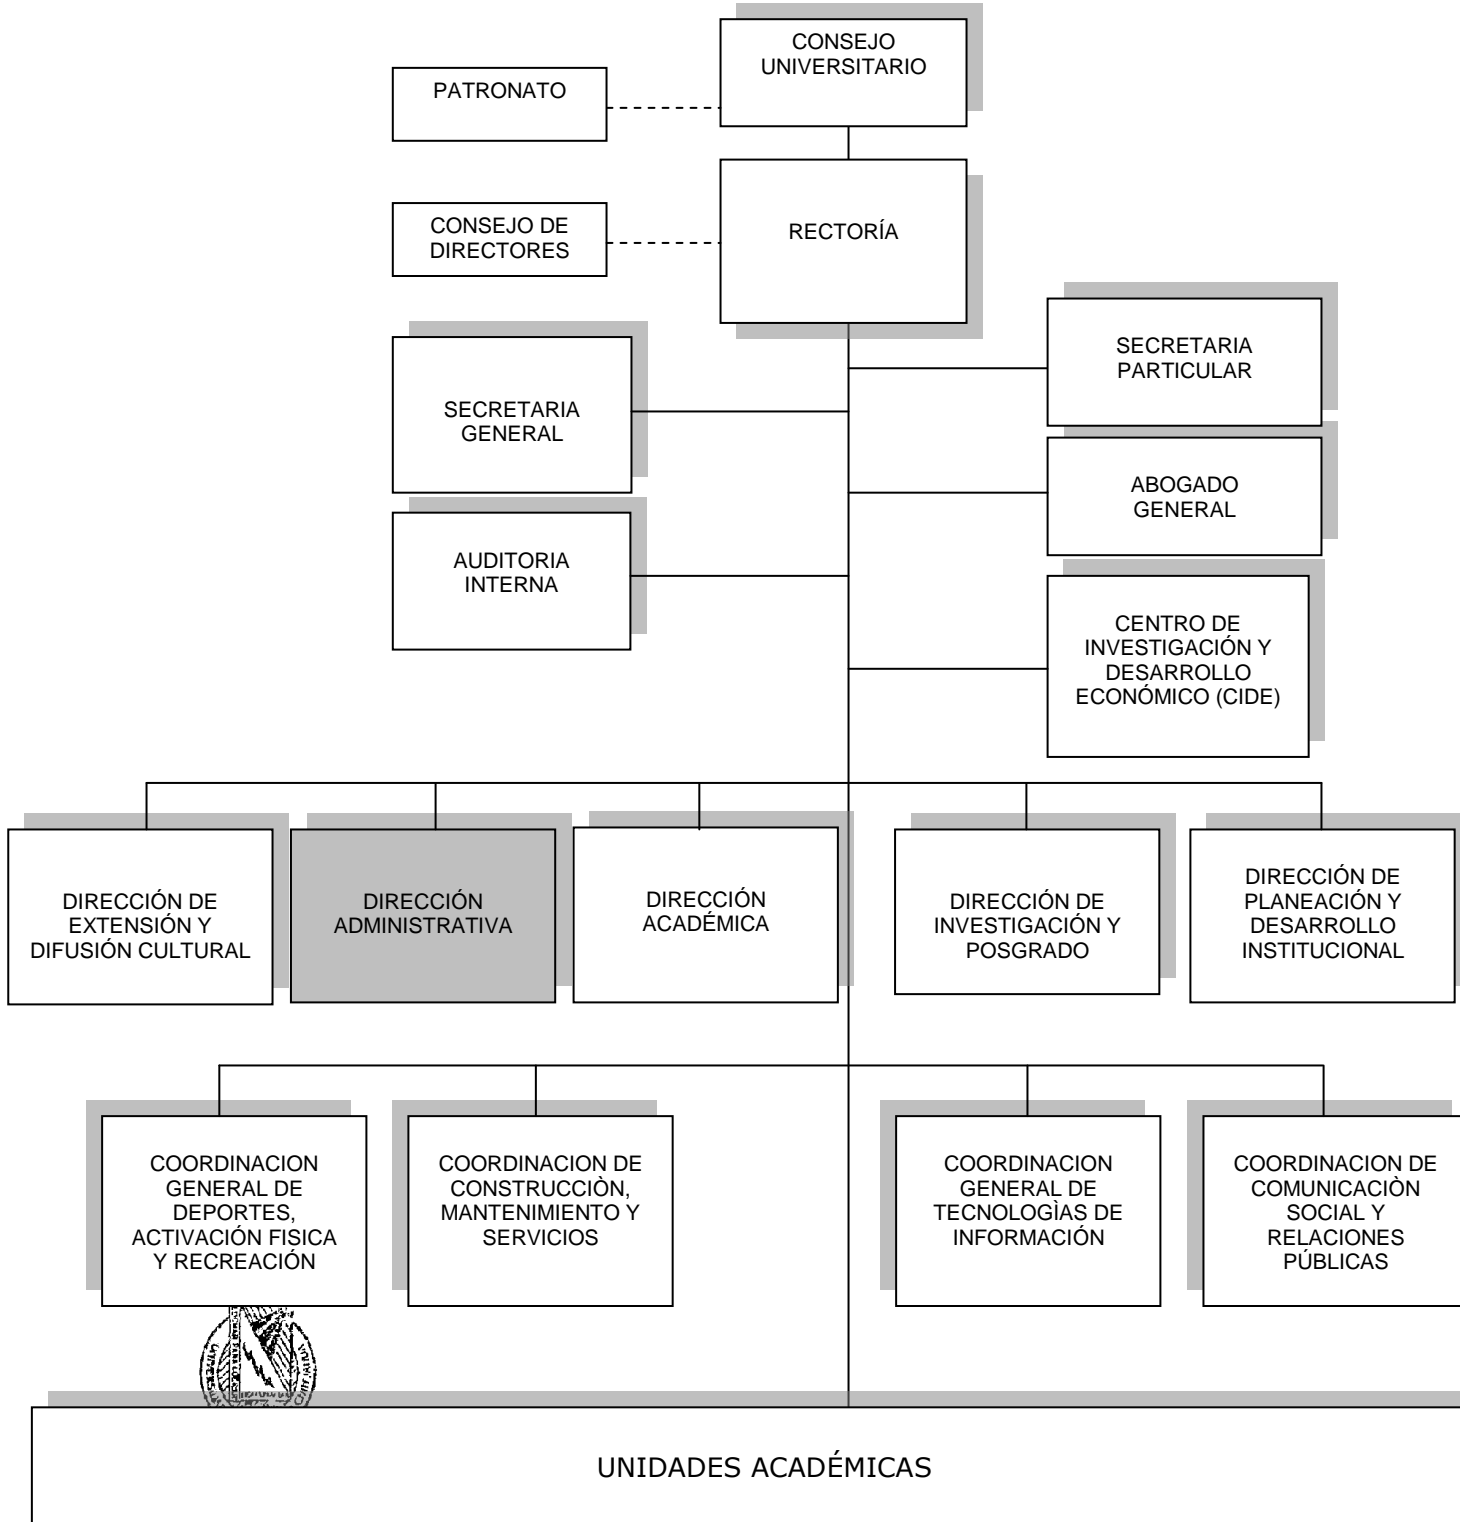 CONSEJO
UNIVERSITARIO
PATRONATO
CONSEJO DE
DIRECTORES
RECTORÍA
SECRETARIA
PARTICULAR
SECRETARIA
GENERAL
ABOGADO
GENERAL
AUDITORIA
INTERNA
CENTRO DE
INVESTIGACIÓN Y
DESARROLLO
ECONÓMICO (CIDE)
DIRECCIÓN DE
EXTENSIÓN Y
DIFUSIÓN CULTURAL
DIRECCIÓN
ADMINISTRATIVA
DIRECCIÓN
ACADÉMICA
DIRECCIÓN DE
INVESTIGACIÓN Y
POSGRADO
DIRECCIÓN DE
PLANEACIÓN Y
DESARROLLO
INSTITUCIONAL
COORDINACION
GENERAL DE
DEPORTES,
ACTIVACIÓN FISICA
Y RECREACIÓN
COORDINACION DE
CONSTRUCCIÒN,
MANTENIMIENTO Y
SERVICIOS
COORDINACION
GENERAL DE
TECNOLOGÌAS DE
INFORMACIÓN
COORDINACION DE
COMUNICACIÒN
SOCIAL Y
RELACIONES
PÚBLICAS
UNIDADES ACADÉMICAS